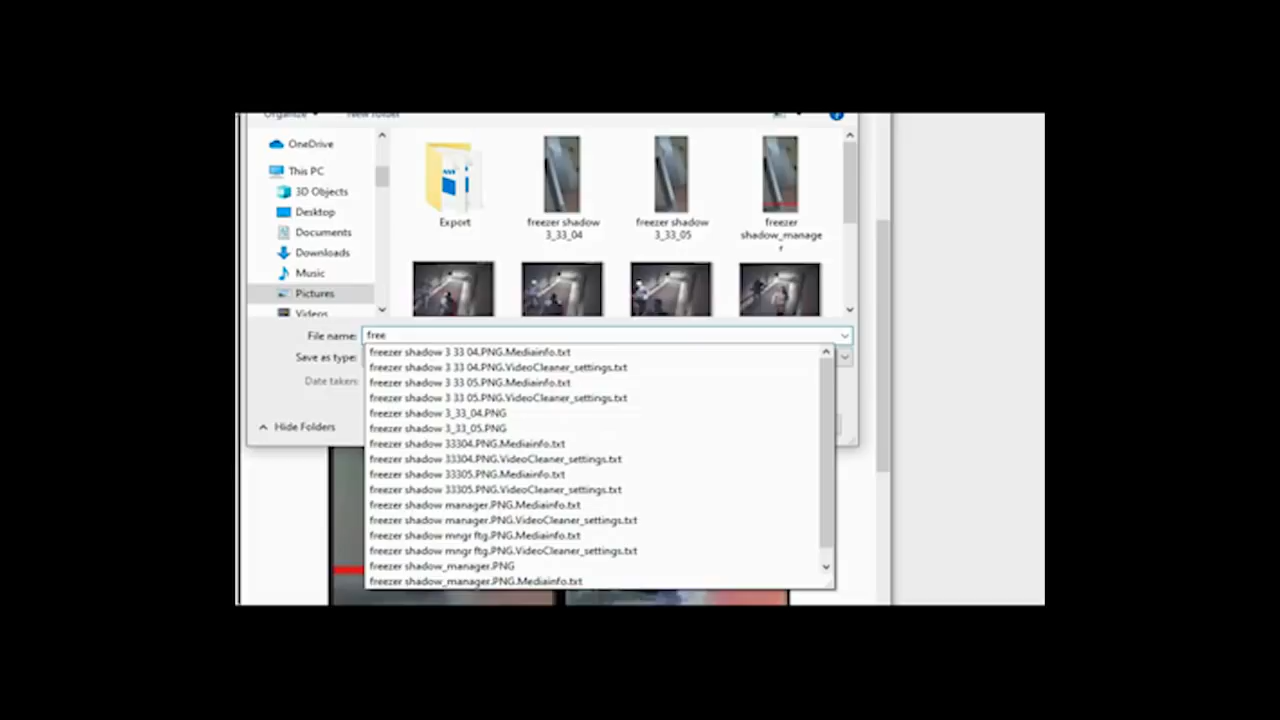 Organize
New folder
OneDrive
This PC
3D Objects
Desktop
Documents
Downloads
Music
Pictures
Videos
Export
freezer shadow
3_33_04
freezer shadow
3_33_05
freezer
shadow_manage
r
File name: free
Save as type:
Date taken:
Hide Folders
freezer shadow 3 33 04.PNG.Mediainfo.txt
freezer shadow 3 33 04.PNG.VideoCleaner_settings.txt
freezer shadow 3 33 05.PNG.Mediainfo.txt
freezer shadow 3 33 05.PNG.VideoCleaner_settings.txt
freezer shadow 3_33_04.PNG
freezer shadow 3_33_05.PNG
freezer shadow 33304.PNG.Mediainfo.txt
freezer shadow 33304.PNG.VideoCleaner_settings.txt
freezer shadow 33305.PNG.Mediainfo.txt
freezer shadow 33305.PNG.VideoCleaner_settings.txt
freezer shadow manager.PNG.Mediainfo.txt
freezer shadow manager.PNG.VideoCleaner_settings.txt
freezer shadow mngr ftg.PNG.Mediainfo.txt
freezer shadow mngr ftg.PNG.VideoCleaner_settings.txt
freezer shadow_manager.PNG
freezer shadow_manager.PNG.Mediainfo.txt